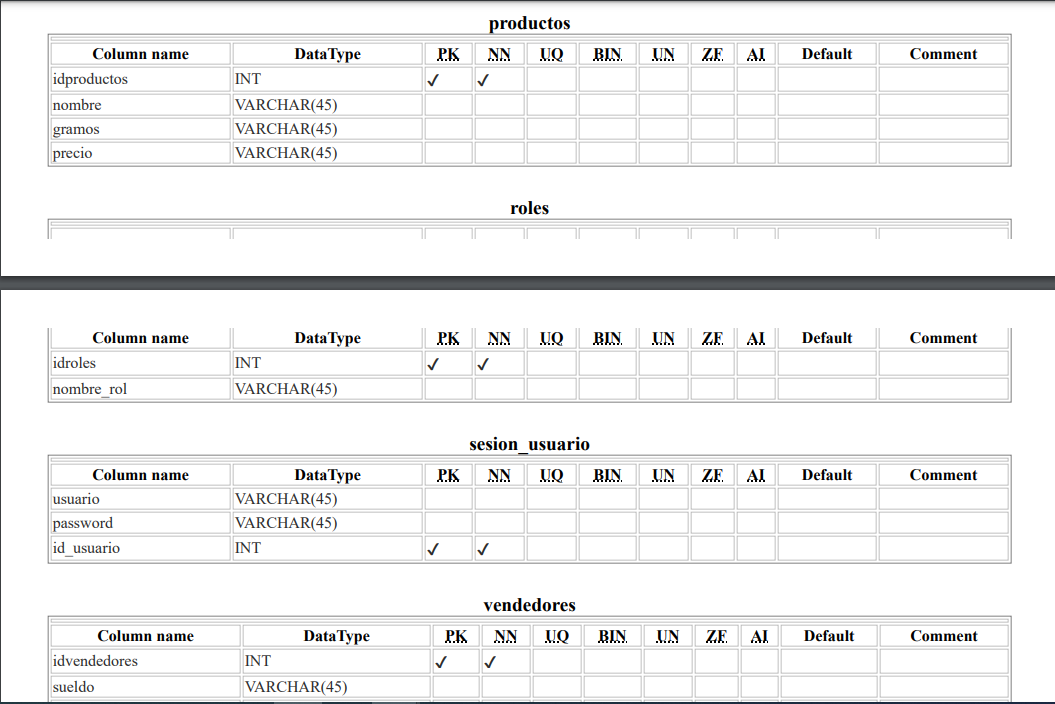 productos
Column name DataType PK NN UQ BIN UN ZF AI Default Comment
idproductos INT ✓ ✓
nombre VARCHAR(45)
gramos VARCHAR(45)
precio VARCHAR(45)
roles
Column name DataType PK NN UQ BIN UN ZF AI Default Comment
idroles INT ✓ ✓
nombre_rol VARCHAR(45)
sesion_usuario
Column name DataType PK NN UQ BIN UN ZF AI Default Comment
usuario VARCHAR(45)
password VARCHAR(45)
id_usuario INT ✓ ✓
vendedores
Column name DataType PK NN UQ BIN UN ZF AI Default Comment
idvendedores INT ✓ ✓
sueldo VARCHAR(45)